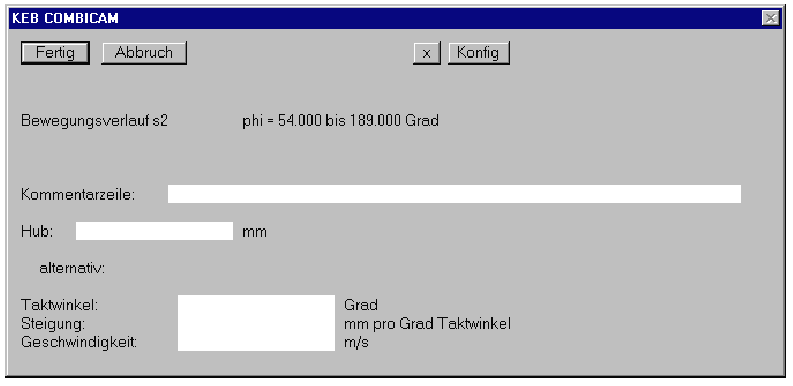 KEB COMBICAM
Fertig Abbruch x Konfig
Bewegungsverlauf s2 phi = 54.000 bis 189.000 Grad
Kommentarzeile:
Hub: mm
alternativ:
Taktwinkel: Grad
Steigung: mm pro Grad Taktwinkel
Geschwindigkeit: m/s